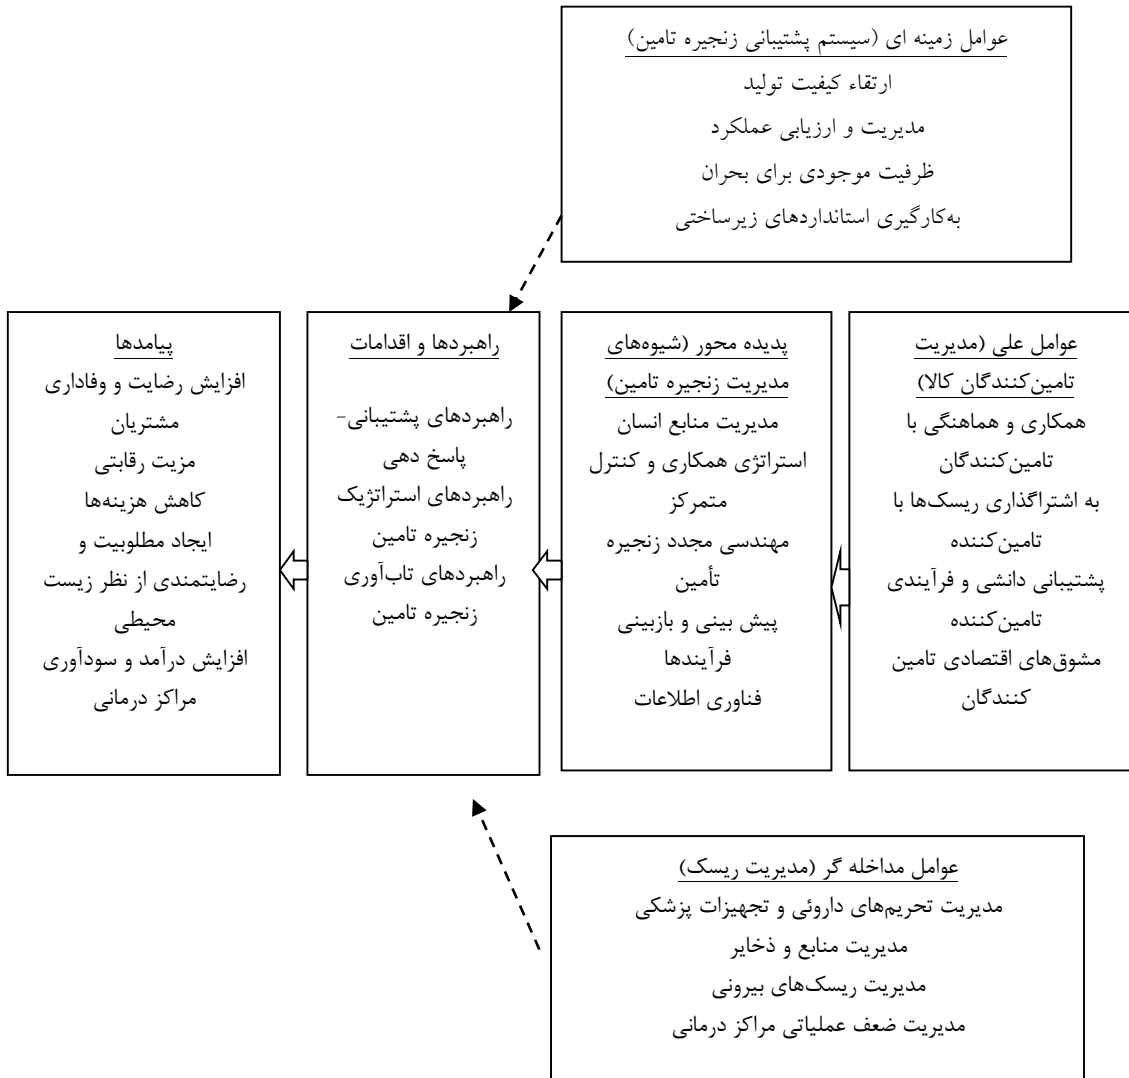 عوامل زمینه ای (سیستم پشتیبانی زنجیره تامین)
ارتقاء کیفیت تولید
مدیریت و ارزیابی عملکرد
ظرفیت موجودی برای بحران
به‌کارگیری استانداردهای زیرساختی
عوامل علی (مدیریت
تامین‌کنندگان کالا)
همکاری و هماهنگی با
تامین‌کنندگان
به اشتراگذاری ریسک‌ها با
تامین‌کننده
پشتیبانی دانشی و فرآیندی
تامین‌کننده
مشوق‌های اقتصادی تامین
کنندگان
پدیده محور (شیوه‌های
مدیریت زنجیره تامین)
مدیریت منابع انسان
استراتژی همکاری و کنترل
متمرکز
مهندسی مجدد زنجیره
تأمین
پیش بینی و بازبینی
فرآیندها
فناوری اطلاعات
راهبردها و اقدامات
راهبردهای پشتیبانی-
پاسخ دهی
راهبردهای استراتژیک
زنجیره تامین
راهبردهای تاب‌آوری
زنجیره تامین
پیامدها
افزایش رضایت و وفاداری
مشتریان
مزیت رقابتی
کاهش هزینه‌ها
ایجاد مطلوبیت و
رضایتمندی از نظر زیست
محیطی
افزایش درآمد و سودآوری
مراکز درمانی
عوامل مداخله گر (مدیریت ریسک)
مدیریت تحریم‌های داروئی و تجهیزات پزشکی
مدیریت منابع و ذخایر
مدیریت ریسک‌های بیرونی
مدیریت ضعف عملیاتی مراکز درمانی